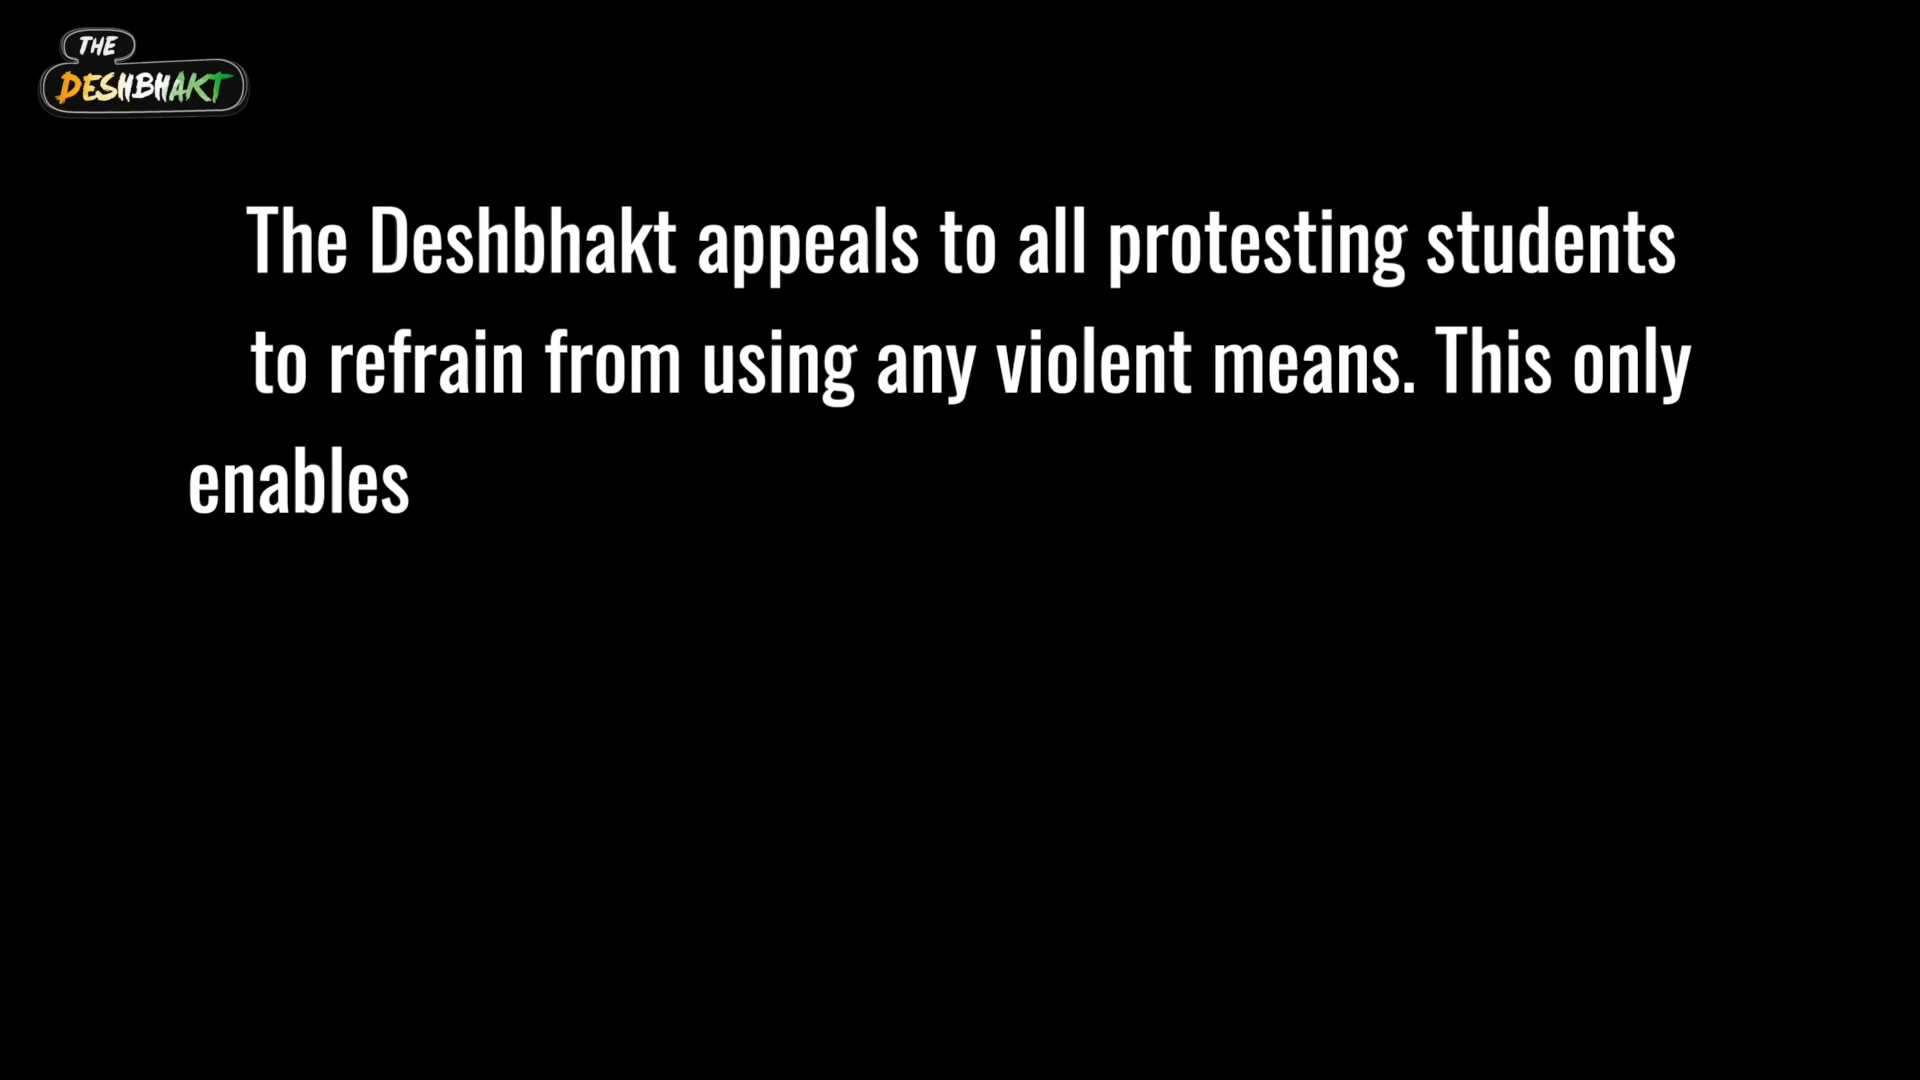 THE
DESHBHAKT
The Deshbhakt appeals to all protesting students
to refrain from using any violent means. This only
enables